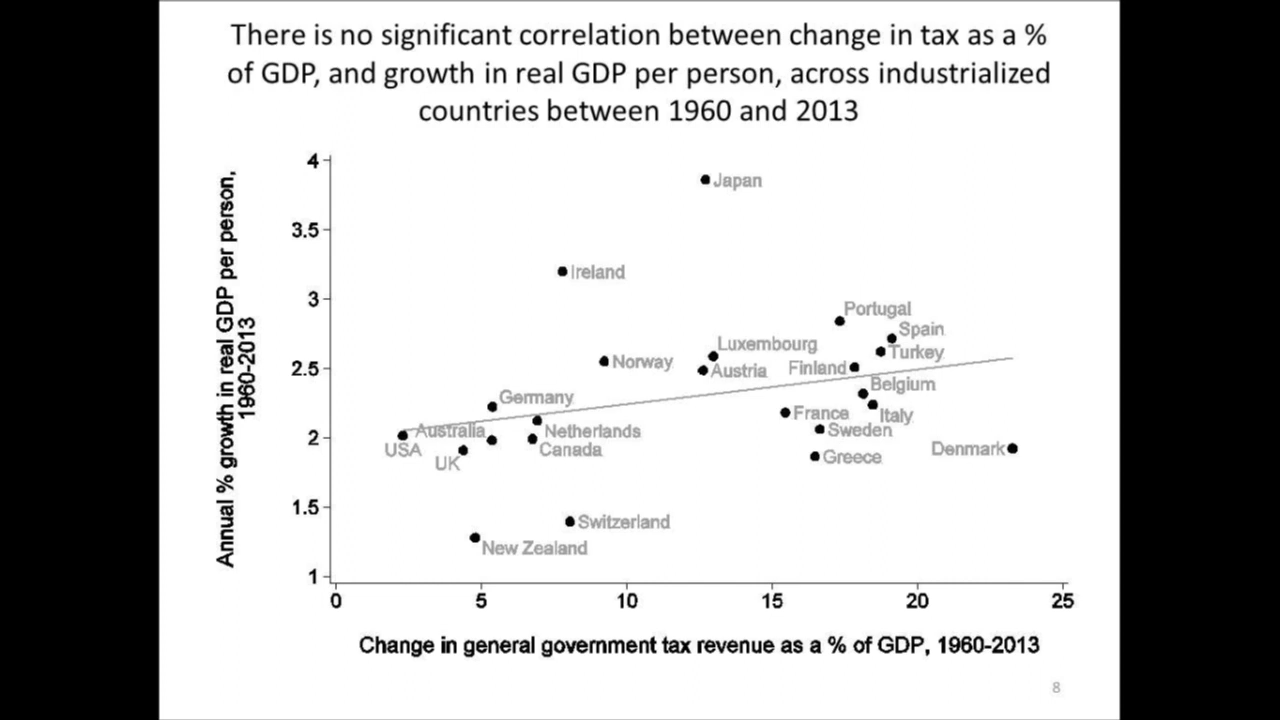 There is no significant correlation between change in tax as a %
of GDP, and growth in real GDP per person, across industrialized
countries between 1960 and 2013
Annual % growth in real GDP per person,
1960-2013
4
3.5
3
2.5
2
1.5
1
Japan
Ireland
Portugal
Spain
Luxembourg
Turkey
Norway
Austria
Finland
Belgium
Germany
France
Italy
Australia
Netherlands
Sweden
USA
Canada
Denmark
UK
Greece
Switzerland
New Zealand
0 5 10 15 20 25
Change in general government tax revenue as a % of GDP, 1960-2013
8